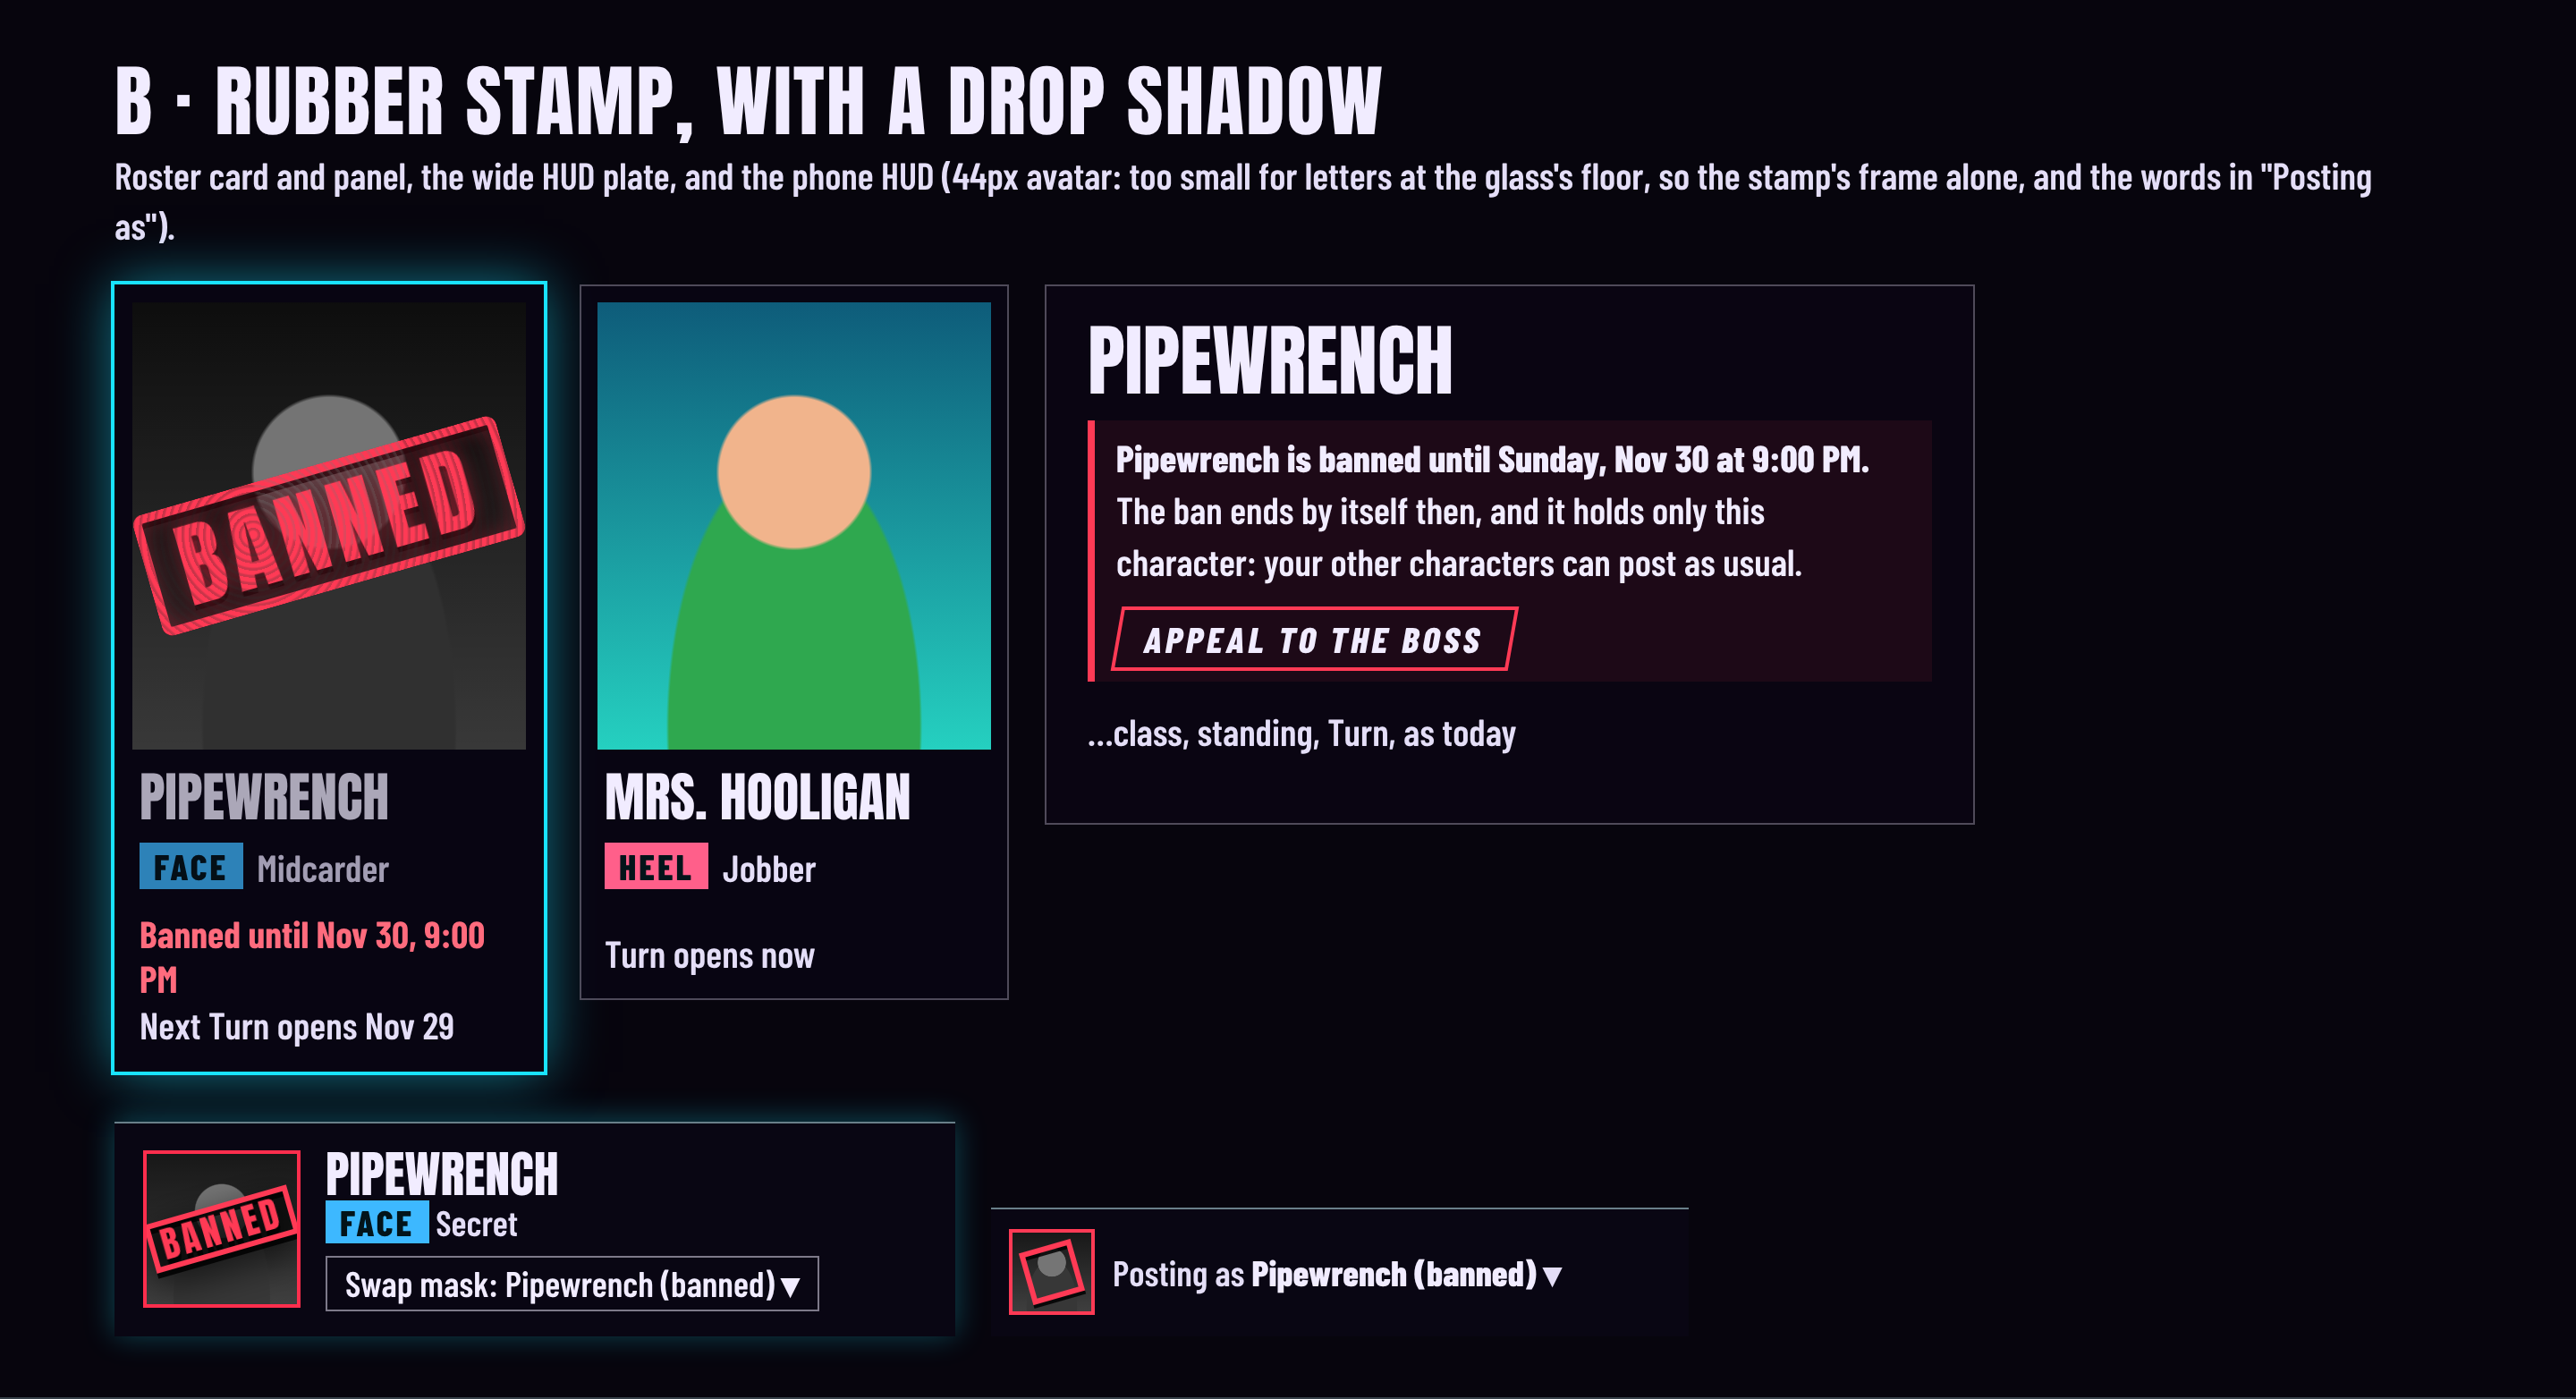 B · RUBBER STAMP, WITH A DROP SHADOW
Roster card and panel, the wide HUD plate, and the phone HUD (44px avatar: too small for letters at the glass's floor, so the stamp's frame alone, and the words in "Posting
as").
BANNED
PIPEWRENCH
FACE Midcarder
Banned until Nov 30, 9:00
PM
Next Turn opens Nov 29
MRS. HOOLIGAN
HEEL Jobber
Turn opens now
PIPEWRENCH
Pipewrench is banned until Sunday, Nov 30 at 9:00 PM.
The ban ends by itself then, and it holds only this
character: your other characters can post as usual.
APPEAL TO THE BOSS
...class, standing, Turn, as today
BANNED
PIPEWRENCH
FACE Secret
Swap mask: Pipewrench (banned) ▼
Posting as Pipewrench (banned) ▼